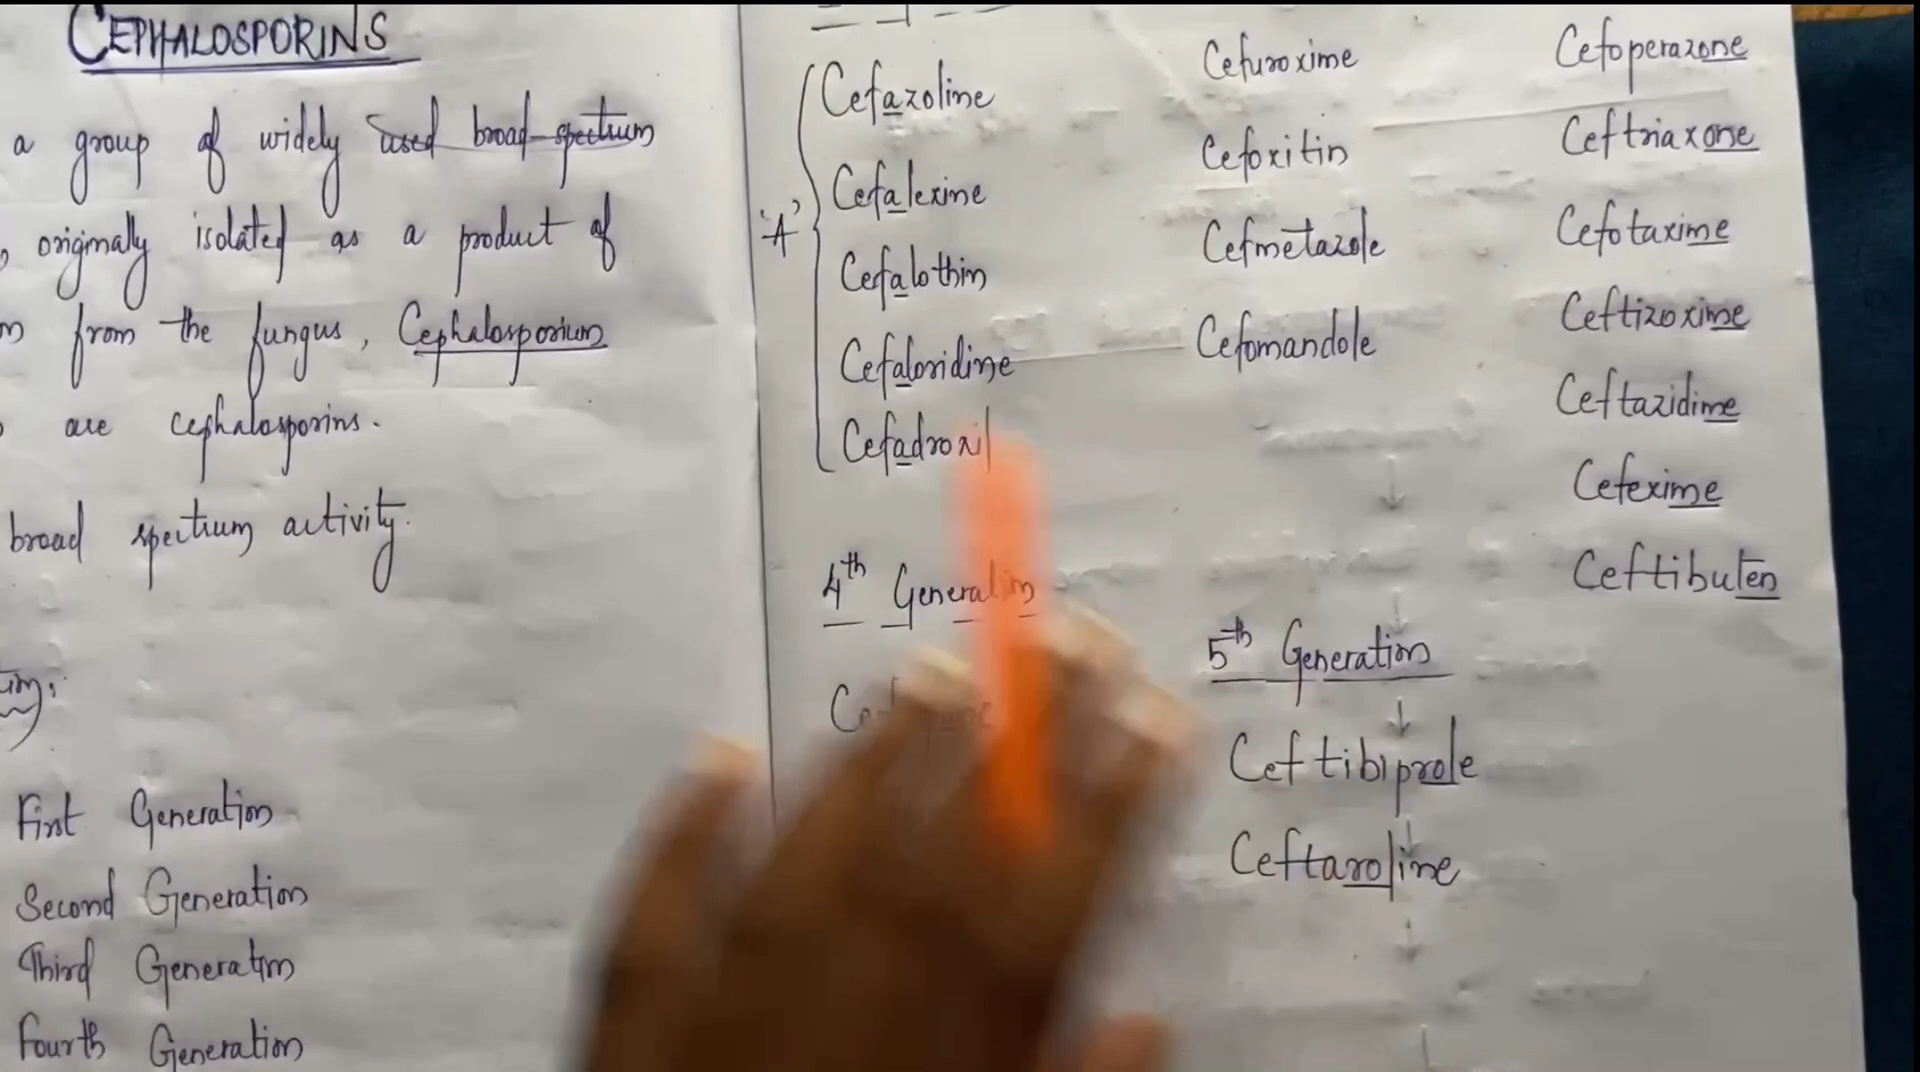 CEPHALOSPORINS
a group of widely used broad spectrum
originally isolated as a product of
from the fungus, Cephalosporium
are cephalosporins.
broad spectrum activity.
First Generation
Second Generation
Third Generation
Fourth Generation
'A'
Cefazoline
Cefalexine
Cefalothin
Cefaloridine
Cefadroxil
4th Generation
Cefuroxime
Cefoxitin
Cefmetazole
Cefomandole
5th Generation
Ceftibiprole
Ceftaroline
Cefoperazone
Ceftriaxone
Cefotaxime
Ceftizoxime
Ceftazidime
Cefexime
Ceftibuten